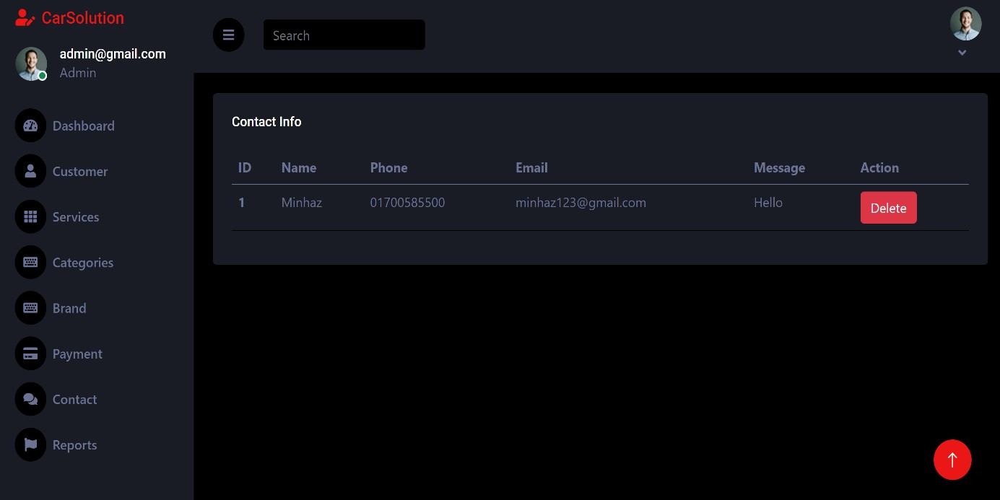 CarSolution
admin@gmail.com
Admin
Dashboard
Customer
Services
Categories
Brand
Payment
Contact
Reports
Search
Contact Info
ID Name Phone Email Message Action
1 Minhaz 01700585500 minhaz123@gmail.com Hello Delete